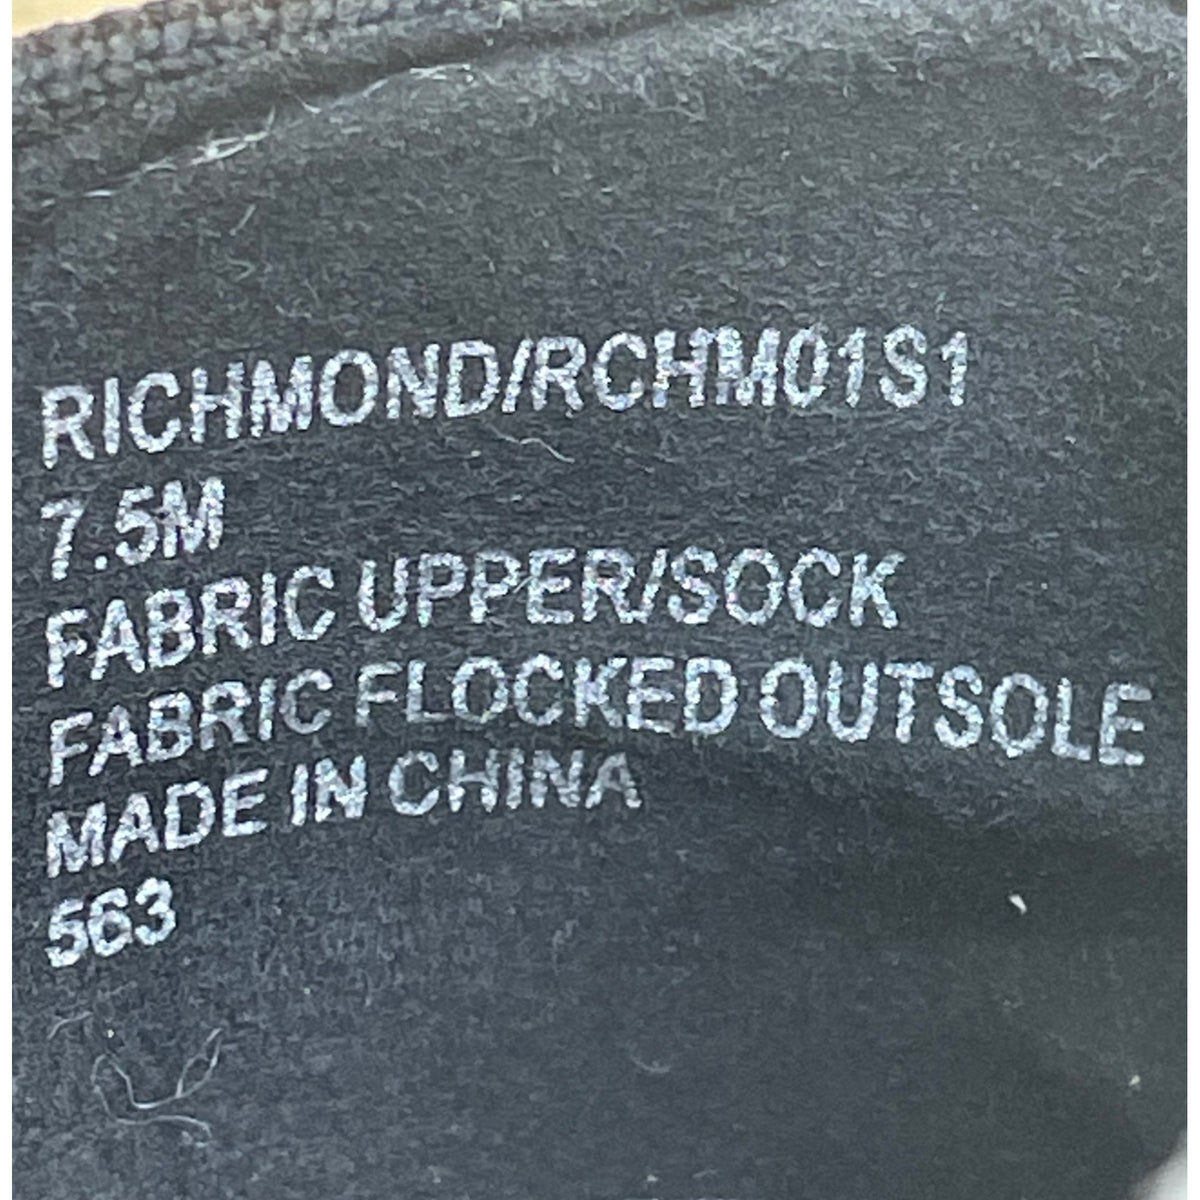 RICHMOND/RCHM01S1
7.5M
FABRIC UPPER/SOCK
FABRIC FLOCKED OUTSOLE
MADE IN CHINA
563